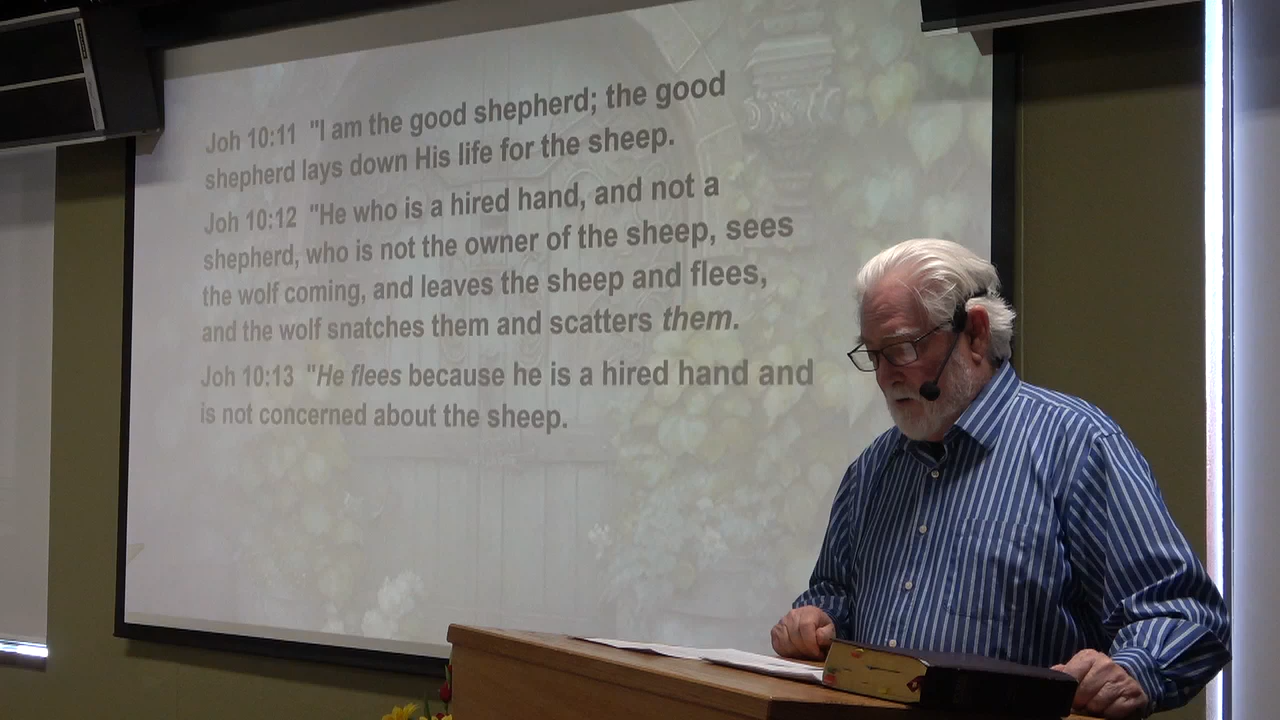 Joh 10:11 "I am the good shepherd; the good
shepherd lays down His life for the sheep.
Joh 10:12 "He who is a hired hand, and not a
shepherd, who is not the owner of the sheep, sees
the wolf coming, and leaves the sheep and flees,
and the wolf snatches them and scatters them.
Joh 10:13 "He flees because he is a hired hand and
is not concerned about the sheep.